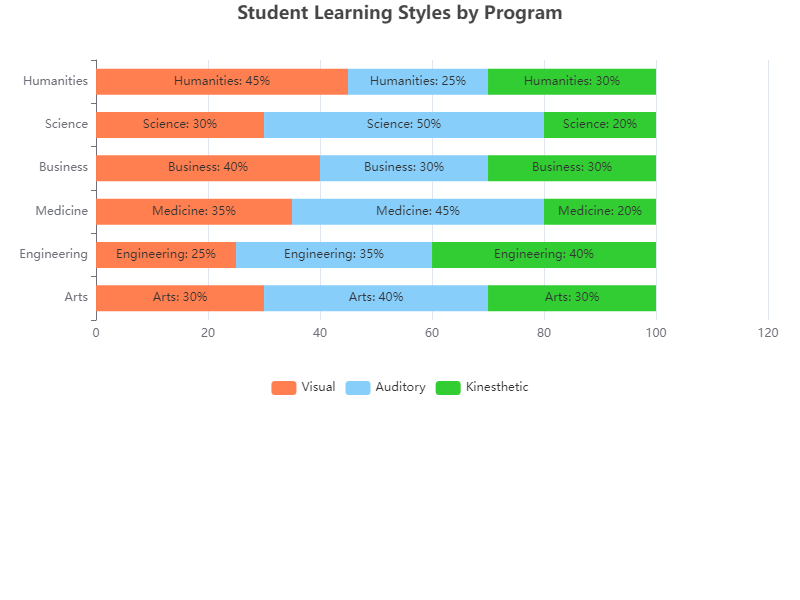 Student Learning Styles by Program
Humanities Humanities: 45% Humanities: 25% Humanities: 30%
Science Science: 30% Science: 50% Science: 20%
Business Business: 40% Business: 30% Business: 30%
Medicine Medicine: 35% Medicine: 45% Medicine: 20%
Engineering Engineering: 25% Engineering: 35% Engineering: 40%
Arts Arts: 30% Arts: 40% Arts: 30%
0 20 40 60 80 100 120
Visual Auditory Kinesthetic